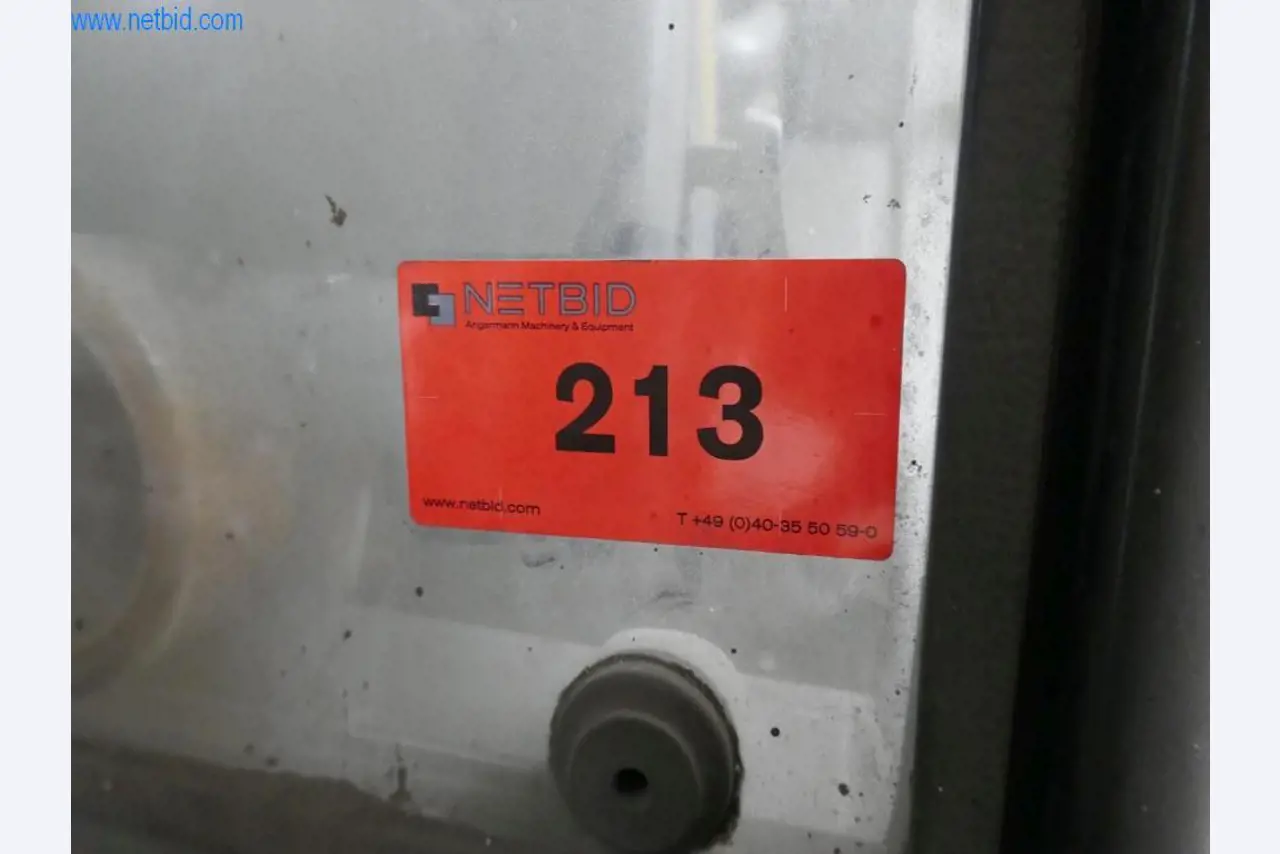 www.netbid.com
NETBID
Angermann Machinery & Equipment
213
www.netbid.com
T +49 (0)40-35 50 59-0